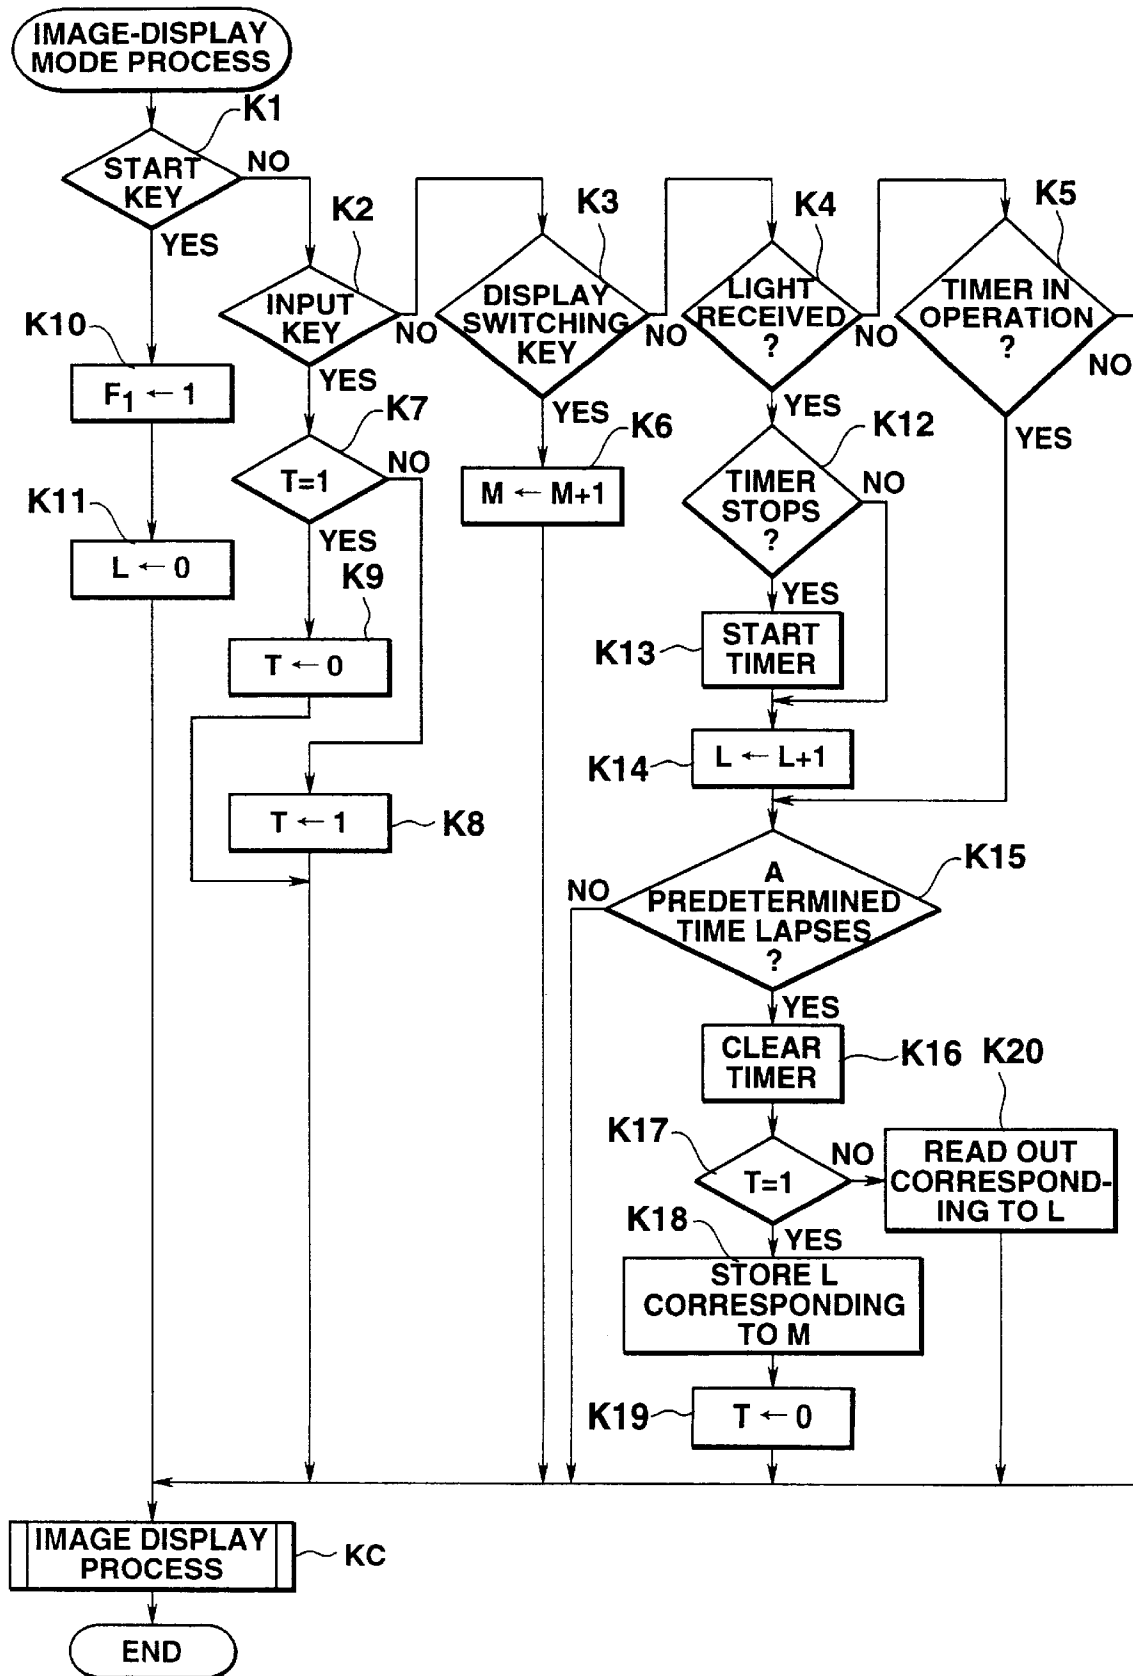 IMAGE-DISPLAY
MODE PROCESS
K1
START
KEY
NO
YES
K2
INPUT
KEY
NO
YES
K3
DISPLAY
SWITCHING
KEY
NO
YES
K4
LIGHT
RECEIVED
?
NO
YES
K5
TIMER IN
OPERATION
?
NO
YES
K10
F1 ← 1
K11
L ← 0
K7
T=1
NO
YES
K9
T ← 0
T ← 1
K8
K6
M ← M+1
K12
TIMER
STOPS
?
NO
YES
K13
START
TIMER
K14
L ← L+1
K15
A
PREDETERMINED
TIME LAPSES
?
NO
YES
CLEAR
TIMER
K16
K17
T=1
NO
YES
K20
READ OUT
CORRESPOND-
ING TO L
K18
STORE L
CORRESPONDING
TO M
K19
T ← 0
IMAGE DISPLAY
PROCESS
KC
END